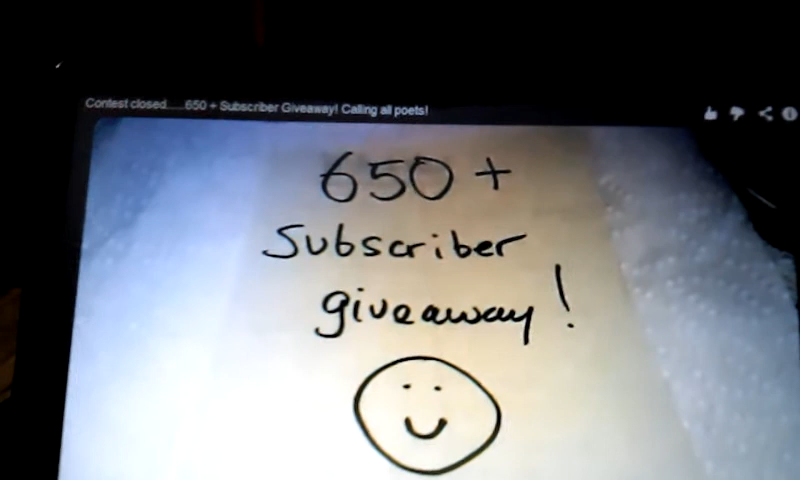 Contest closed.....650 + Subscriber Giveaway! Calling all poets!
650 +
Subscriber
giveaway!